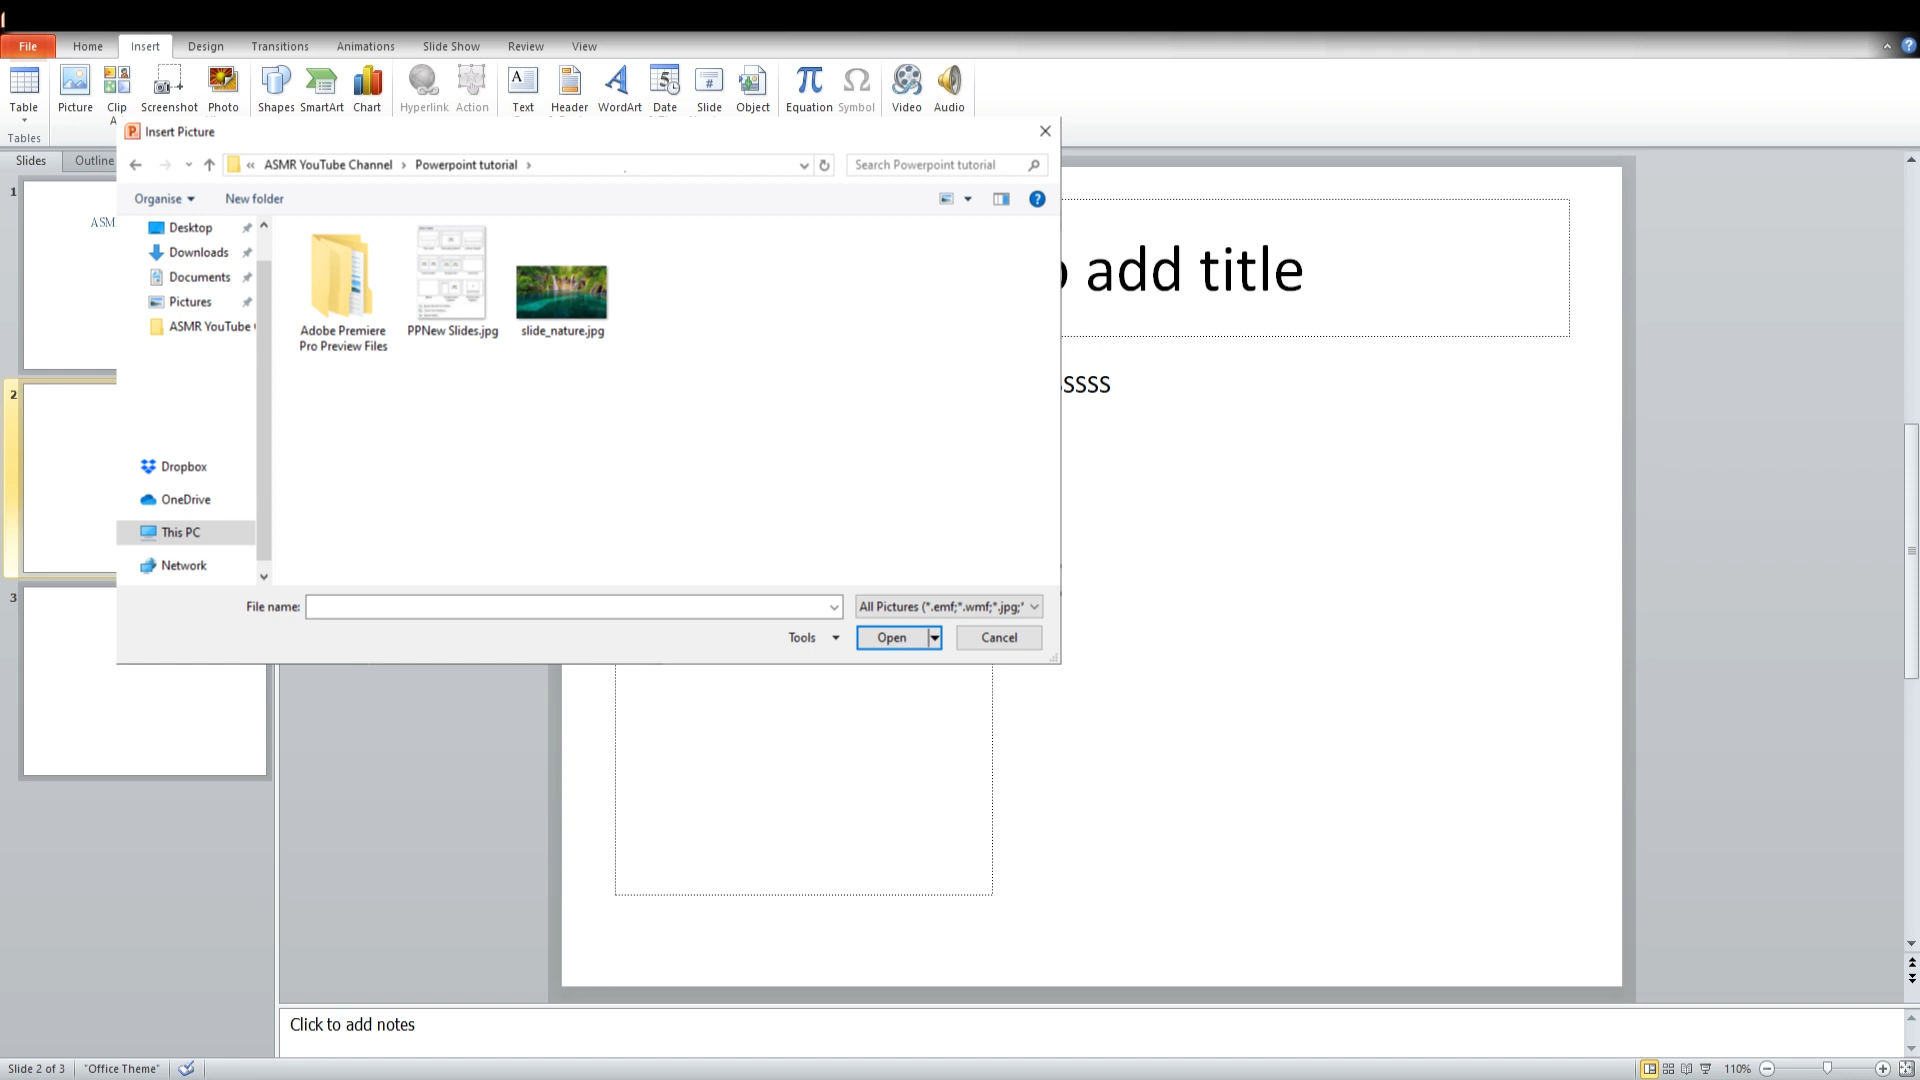 File Home Insert Design Transitions Animations Slide Show Review View
Table Picture Clip Screenshot Photo Shapes SmartArt Chart Hyperlink Action Text Header WordArt Date Slide Object Equation Symbol Video Audio
Tables
Insert Picture
Slides Outline
« ASMR YouTube Channel › Powerpoint tutorial ›
Search Powerpoint tutorial
Organise New folder
1
ASM
Desktop
Downloads
Documents
Pictures
ASMR YouTube
Dropbox
OneDrive
This PC
Network
Adobe Premiere
Pro Preview Files
PPNew Slides.jpg
slide_nature.jpg
File name:
All Pictures (*.emf;*.wmf;*.jpg;*
Tools Open Cancel
add title
ssss
2
3
Click to add notes
Slide 2 of 3 "Office Theme" 110%